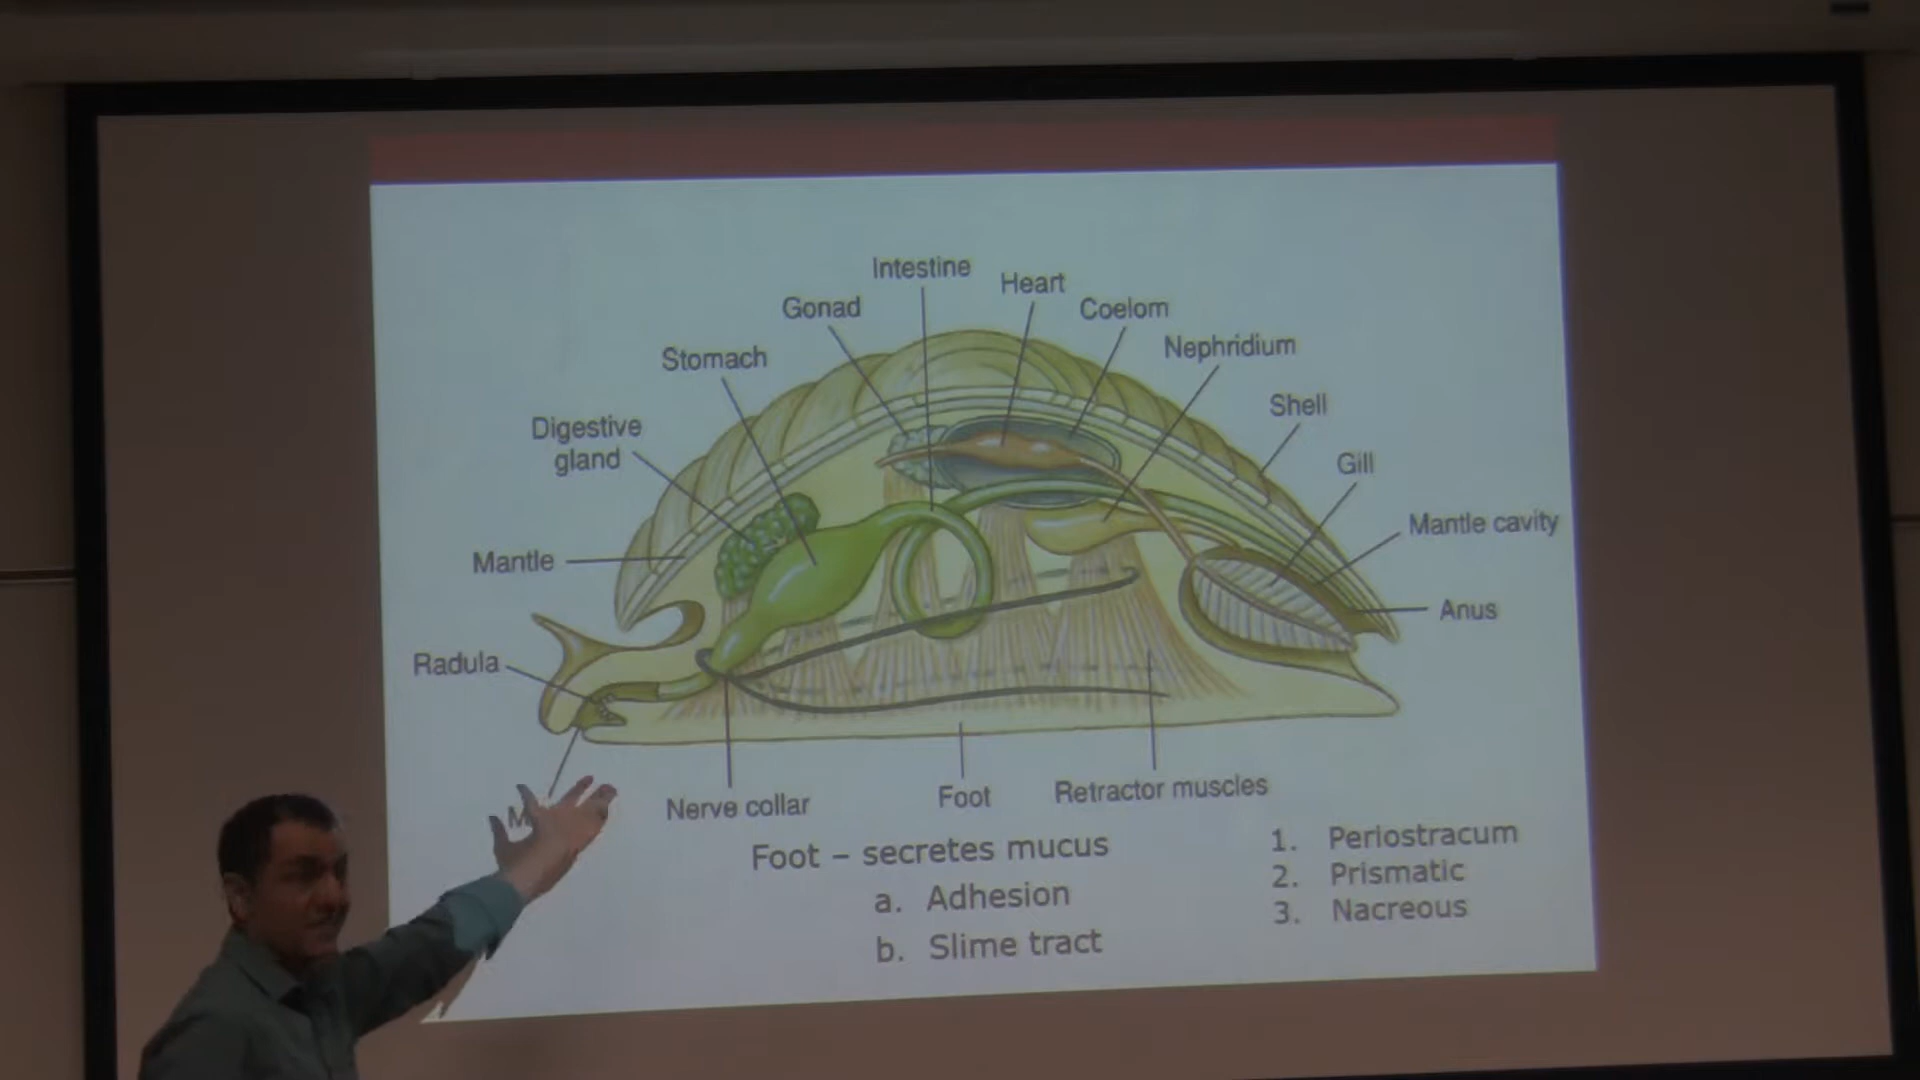 Intestine
Heart
Gonad
Coelom
Nephridium
Stomach
Shell
Digestive
gland
Gill
Mantle cavity
Mantle
Anus
Radula
Nerve collar
Foot
Retractor muscles
Foot – secretes mucus
a. Adhesion
b. Slime tract
1. Periostracum
2. Prismatic
3. Nacreous